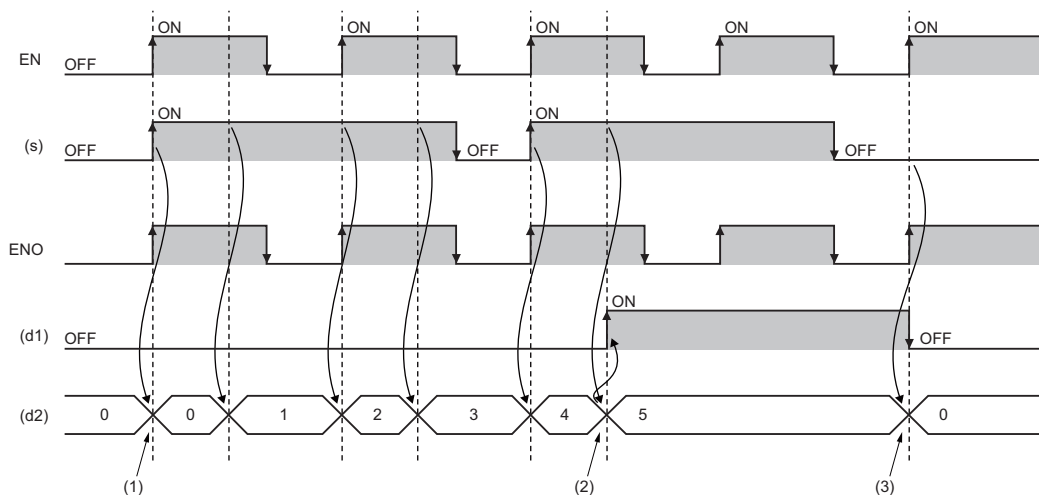 ON ON ON ON ON
EN OFF
ON ON
(s) OFF OFF OFF
ENO
ON
(d1) OFF OFF
(d2) 0 0 1 2 3 4 5 0
(1) (2) (3)